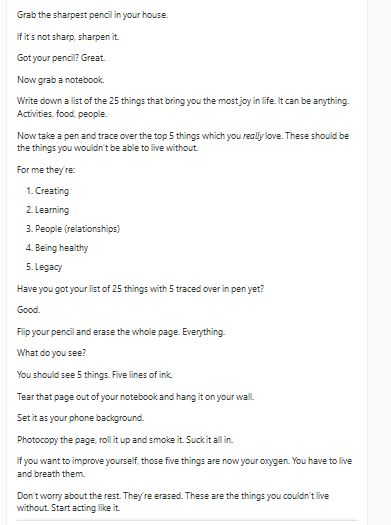 Grab the sharpest pencil in your house.
If it's not sharp, sharpen it.
Got your pencil? Great.
Now grab a notebook.
Write down a list of the 25 things that bring you the most joy in life. It can be anything.
Activities, food, people.
Now take a pen and trace over the top 5 things which you really love. These should be
the things you wouldn't be able to live without.
For me they're:
1. Creating
2. Learning
3. People (relationships)
4. Being healthy
5. Legacy
Have you got your list of 25 things with 5 traced over in pen yet?
Good.
Flip your pencil and erase the whole page. Everything.
What do you see?
You should see 5 things. Five lines of ink.
Tear that page out of your notebook and hang it on your wall.
Set it as your phone background.
Photocopy the page, roll it up and smoke it. Suck it all in.
If you want to improve yourself, those five things are now your oxygen. You have to live
and breath them.
Don't worry about the rest. They're erased. These are the things you couldn't live
without. Start acting like it.